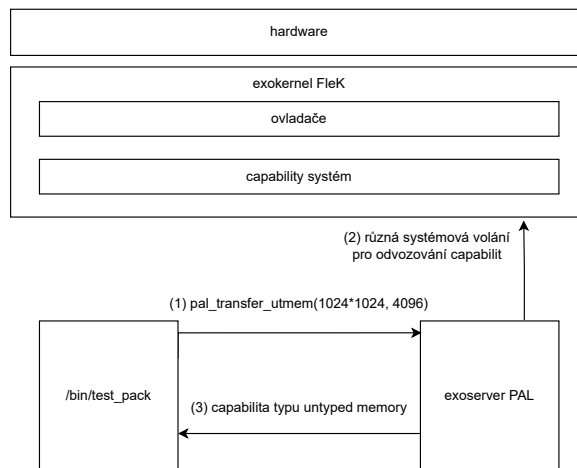 hardware
exokernel FleK
ovladače
capability systém
(2) různá systémová volání
pro odvozování capabilit
(1) pal_transfer_utmem(1024*1024, 4096)
/bin/test_pack
exoserver PAL
(3) capabilita typu untyped memory